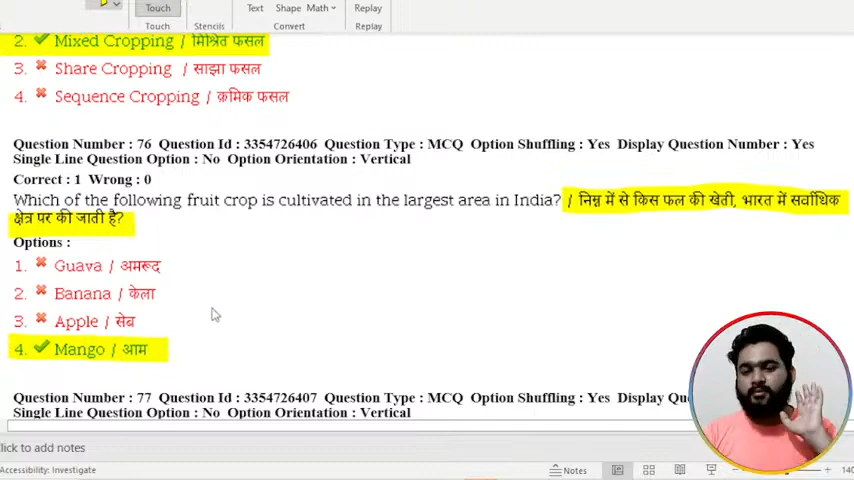 Touch
Text
Shape
Math
Replay
Touch
Stencils
Convert
Replay
2. Mixed Cropping / मिश्रित फसल
3. Share Cropping / साझा फसल
4. Sequence Cropping / क्रमिक फसल
Question Number : 76 Question Id : 3354726406 Question Type : MCQ Option Shuffling : Yes Display Question Number : Yes
Single Line Question Option : No Option Orientation : Vertical
Correct : 1 Wrong : 0
Which of the following fruit crop is cultivated in the largest area in India? / निम्न में से किस फल की खेती, भारत में सर्वाधिक
क्षेत्र पर की जाती है?
Options :
1. Guava / अमरूद
2. Banana / केला
3. Apple / सेब
4. Mango / आम
Question Number : 77 Question Id : 3354726407 Question Type : MCQ Option Shuffling : Yes Display
Single Line Question Option : No Option Orientation : Vertical
lick to add notes
Accessibility: Investigate
Notes
140